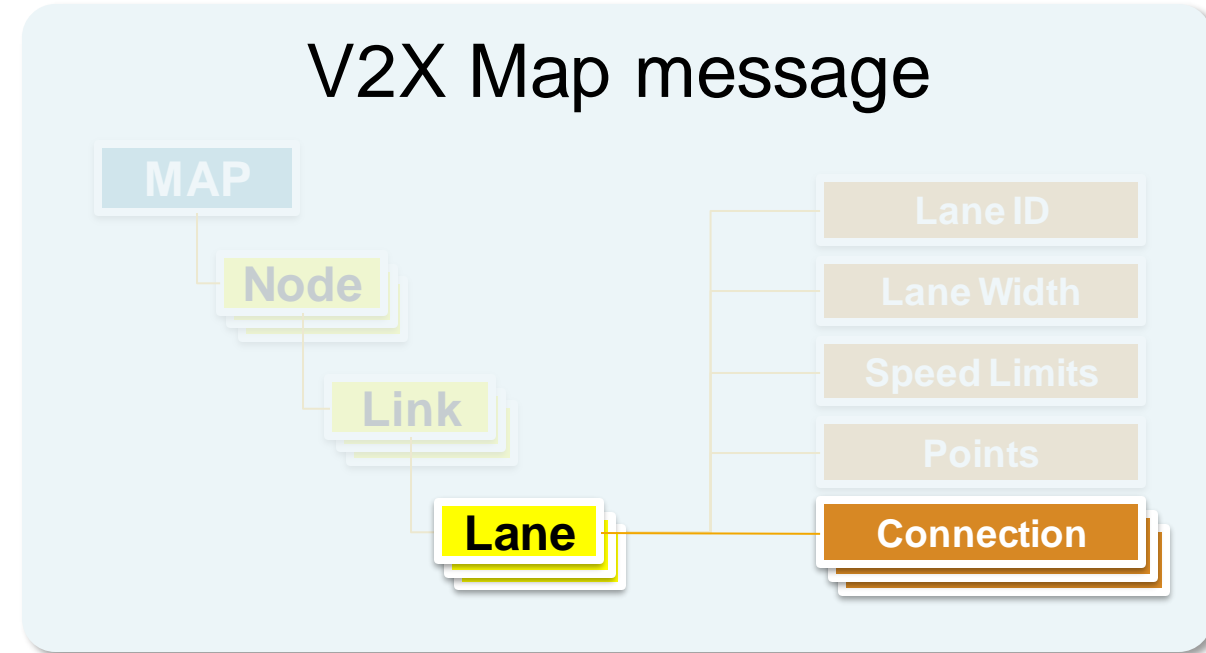 V2X Map message
MAP
Node
Link
Lane
Lane ID
Lane Width
Speed Limits
Points
Connection